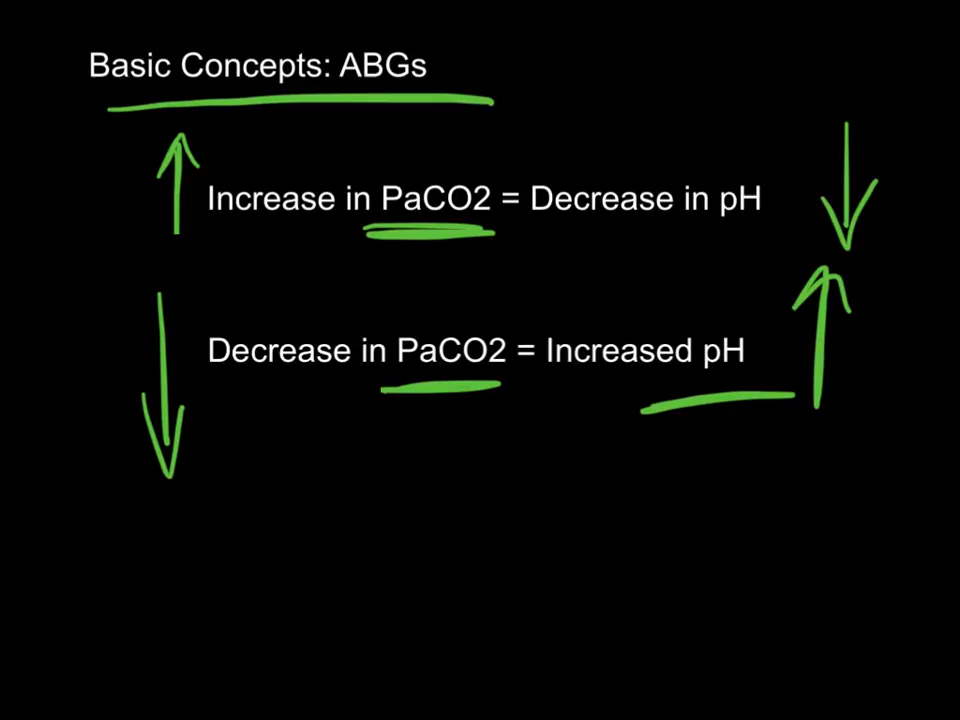 Basic Concepts: ABGs
Increase in PaCO2 = Decrease in pH
Decrease in PaCO2 = Increased pH